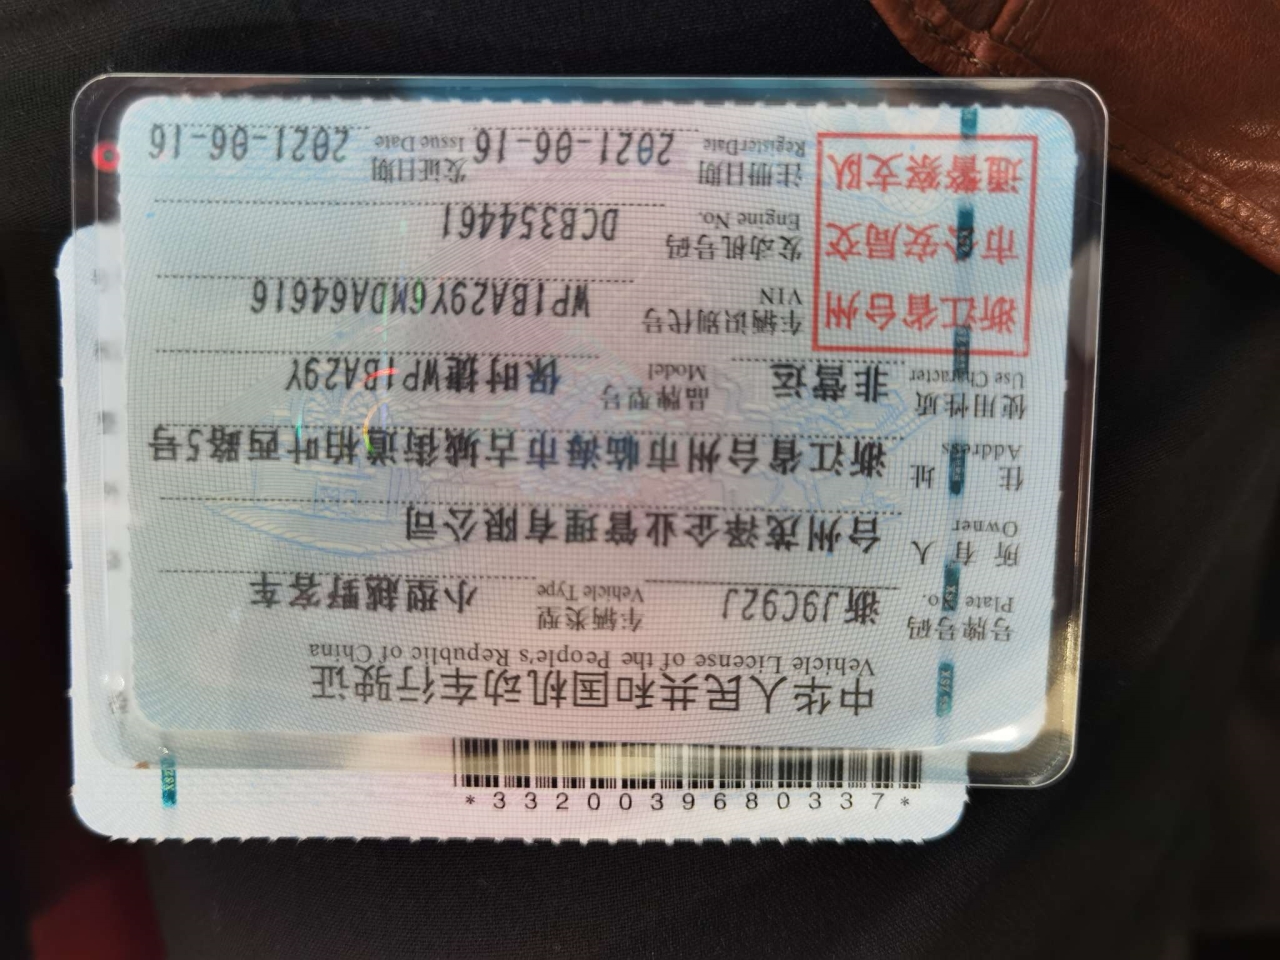 中华人民共和国机动车行驶证
Vehicle License of the People's Republic of China
号牌号码 浙J9C92J 车辆类型 小型越野客车
Plate No. Vehicle Type
所有人 台州茂泽企业管理有限公司
Owner
住址 浙江省台州市临海市古城街道柏叶西路5号
Address
使用性质 非营运 品牌型号 保时捷WP1BA29Y
Use Character Model
浙江省台州
市公安局交
通警察支队
车辆识别代号 WP1BA29Y6MDA64616
VIN
发动机号码 DCB354461
Engine No.
注册日期 2021-06-16 发证日期 2021-06-16
Register Date Issue Date
*3320039680337*